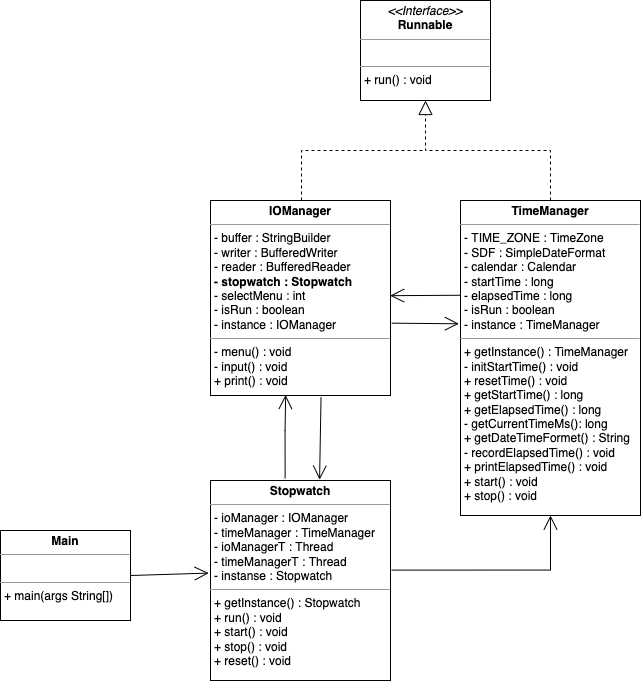 <<Interface>>
Runnable
+ run() : void
IOManager
- buffer : StringBuilder
- writer : BufferedWriter
- reader : BufferedReader
- stopwatch : Stopwatch
- selectMenu : int
- isRun : boolean
- instance : IOManager
- menu() : void
- input() : void
+ print() : void
TimeManager
- TIME_ZONE : TimeZone
- SDF : SimpleDateFormat
- calendar : Calendar
- startTime : long
- elapsedTime : long
- isRun : boolean
- instance : TimeManager
+ getInstance() : TimeManager
- initStartTime() : void
+ resetTime() : void
+ getStartTime() : long
+ getElapsedTime() : long
- getCurrentTimeMs(): long
+ getDateTimeFormet() : String
- recordElapsedTime() : void
+ printElapsedTime() : void
+ start() : void
+ stop() : void
Stopwatch
- ioManager : IOManager
- timeManager : TimeManager
- ioManagerT : Thread
- timeManagerT : Thread
- instanse : Stopwatch
+ getInstance() : Stopwatch
+ run() : void
+ start() : void
+ stop() : void
+ reset() : void
Main
+ main(args String[])